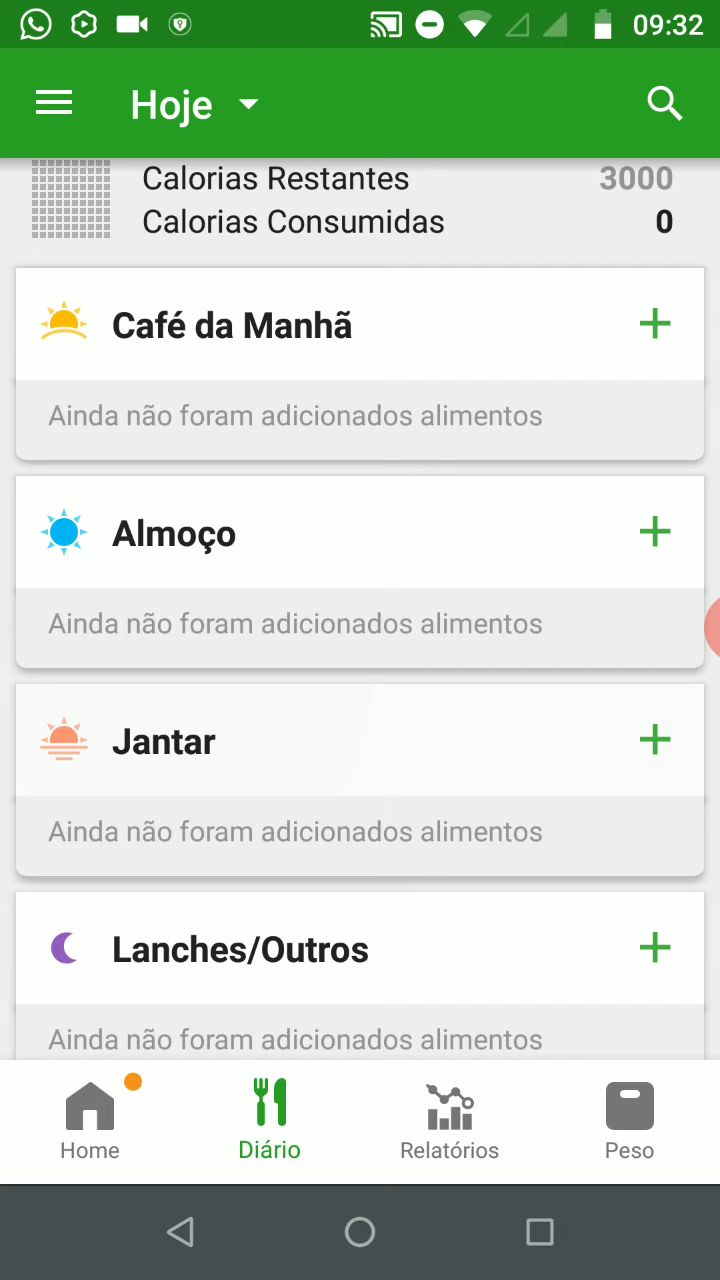 09:32
Hoje
Calorias Restantes 3000
Calorias Consumidas 0
Café da Manhã
Ainda não foram adicionados alimentos
Almoço
Ainda não foram adicionados alimentos
Jantar
Ainda não foram adicionados alimentos
Lanches/Outros
Ainda não foram adicionados alimentos
Home Diário Relatórios Peso